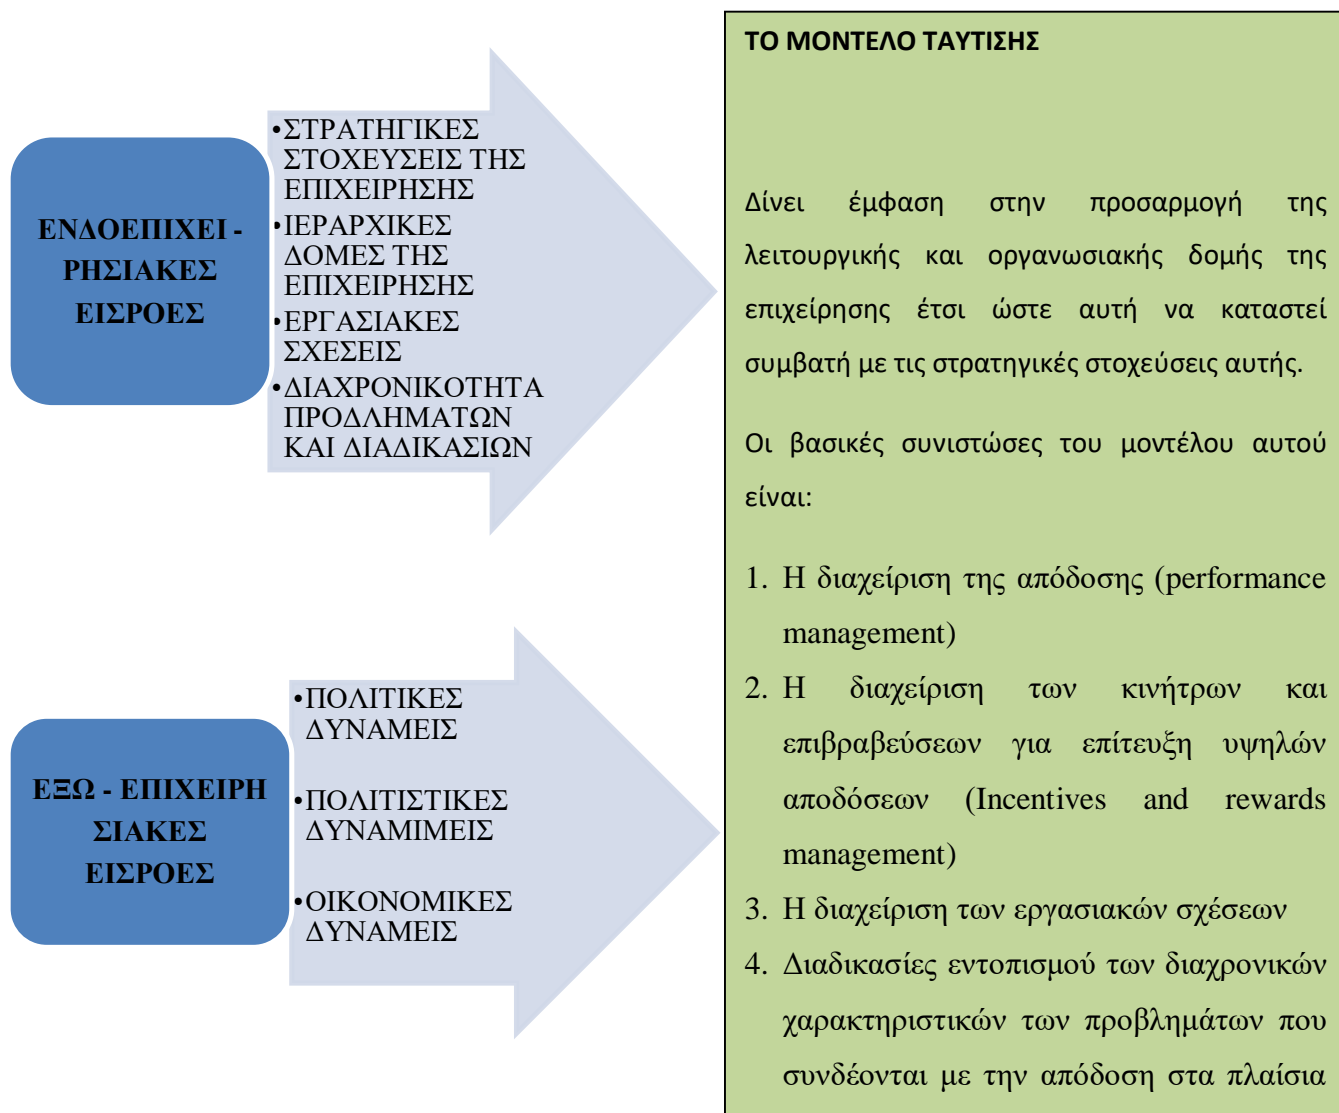 ΕΝΔΟΕΠΙΧΕΙ -
ΡΗΣΙΑΚΕΣ
ΕΙΣΡΟΕΣ
•ΣΤΡΑΤΗΓΙΚΕΣ
ΣΤΟΧΕΥΣΕΙΣ ΤΗΣ
ΕΠΙΧΕΙΡΗΣΗΣ
•ΙΕΡΑΡΧΙΚΕΣ
ΔΟΜΕΣ ΤΗΣ
ΕΠΙΧΕΙΡΗΣΗΣ
•ΕΡΓΑΣΙΑΚΕΣ
ΣΧΕΣΕΙΣ
•ΔΙΑΧΡΟΝΙΚΟΤΗΤΑ
ΠΡΟΔΛΗΜΑΤΩΝ
ΚΑΙ ΔΙΑΔΙΚΑΣΙΩΝ
ΕΞΩ - ΕΠΙΧΕΙΡΗ
ΣΙΑΚΕΣ
ΕΙΣΡΟΕΣ
•ΠΟΛΙΤΙΚΕΣ
ΔΥΝΑΜΕΙΣ
•ΠΟΛΙΤΙΣΤΙΚΕΣ
ΔΥΝΑΜΙΜΕΙΣ
•ΟΙΚΟΝΟΜΙΚΕΣ
ΔΥΝΑΜΕΙΣ
ΤΟ ΜΟΝΤΕΛΟ ΤΑΥΤΙΣΗΣ
Δίνει έμφαση στην προσαρμογή της
λειτουργικής και οργανωσιακής δομής της
επιχείρησης έτσι ώστε αυτή να καταστεί
συμβατή με τις στρατηγικές στοχεύσεις αυτής.
Οι βασικές συνιστώσες του μοντέλου αυτού
είναι:
1. Η διαχείριση της απόδοσης (performance
management)
2. Η διαχείριση των κινήτρων και
επιβραβεύσεων για επίτευξη υψηλών
αποδόσεων (Incentives and rewards
management)
3. Η διαχείριση των εργασιακών σχέσεων
4. Διαδικασίες εντοπισμού των διαχρονικών
χαρακτηριστικών των προβλημάτων που
συνδέονται με την απόδοση στα πλαίσια